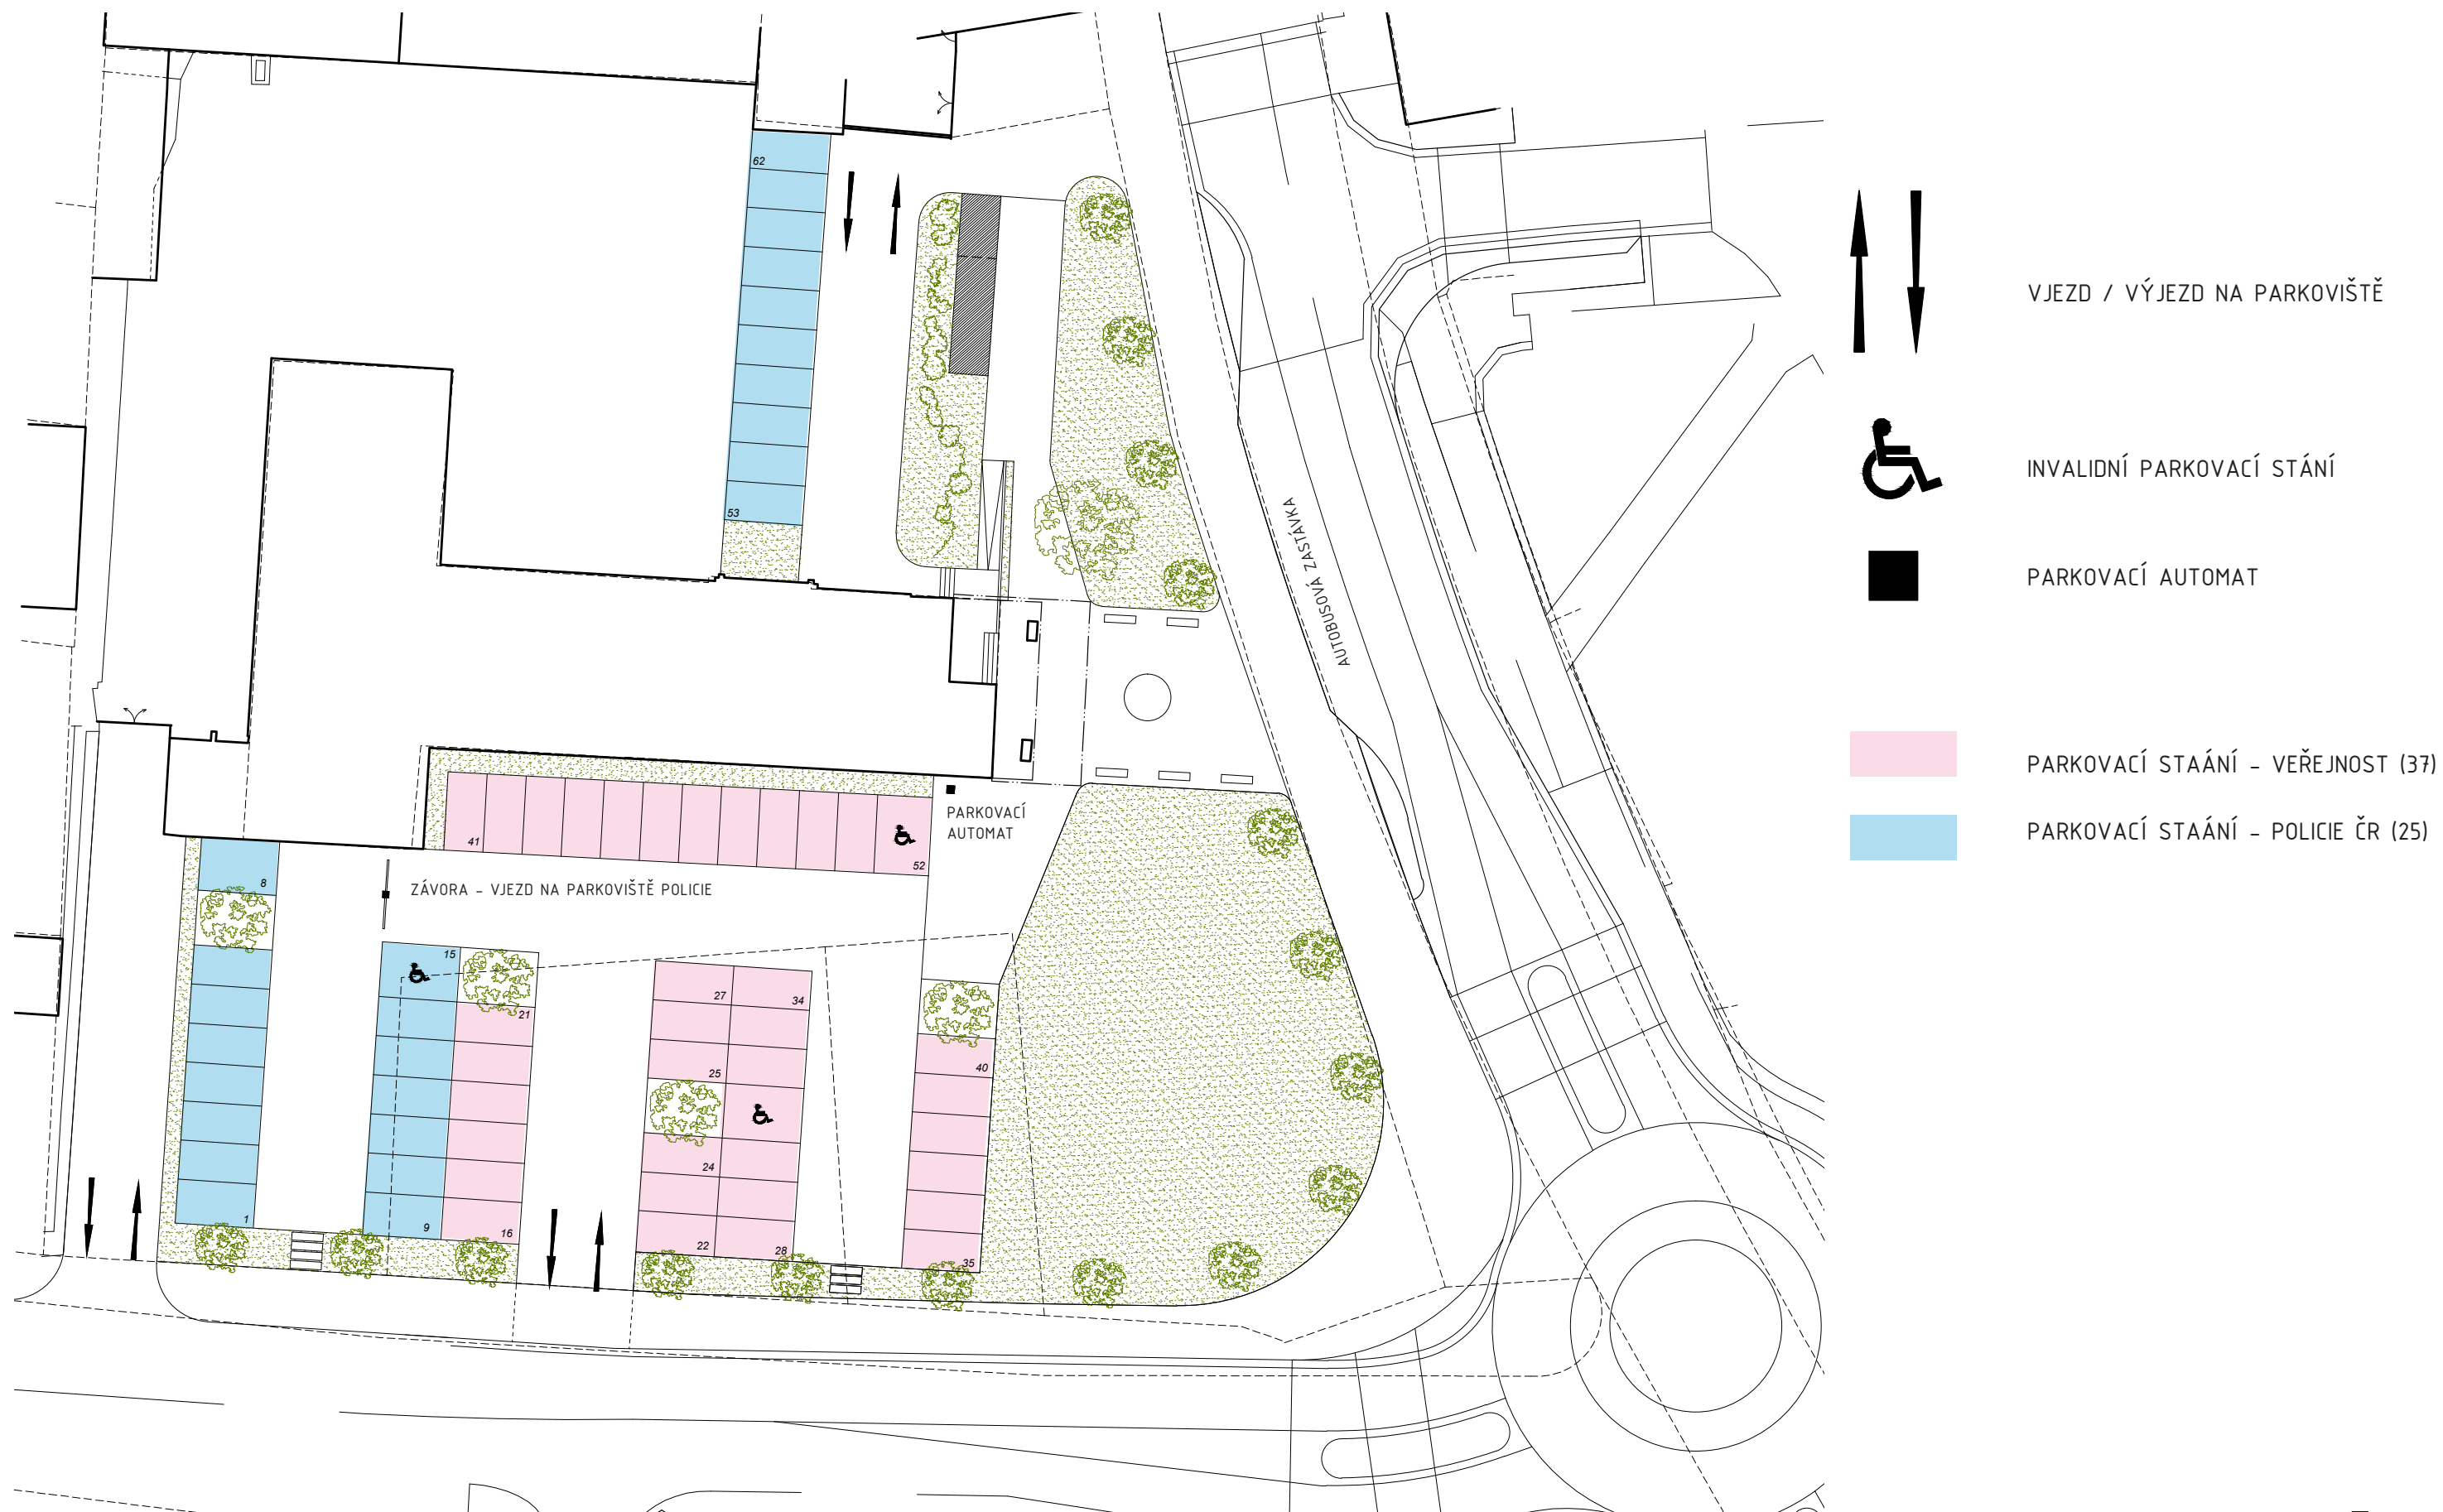 62
53
VJEZD / VÝJEZD NA PARKOVIŠTĚ
INVALIDNÍ PARKOVACÍ STÁNÍ
PARKOVACÍ AUTOMAT
PARKOVACÍ STAÁNÍ - VEŘEJNOST (37)
PARKOVACÍ STAÁNÍ - POLICIE ČR (25)
AUTOBUSOVÁ ZASTÁVKA
PARKOVACÍ
AUTOMAT
41
52
8
ZÁVORA - VJEZD NA PARKOVIŠTĚ POLICIE
15
21
27
34
25
40
24
1
9
16
22
28
35